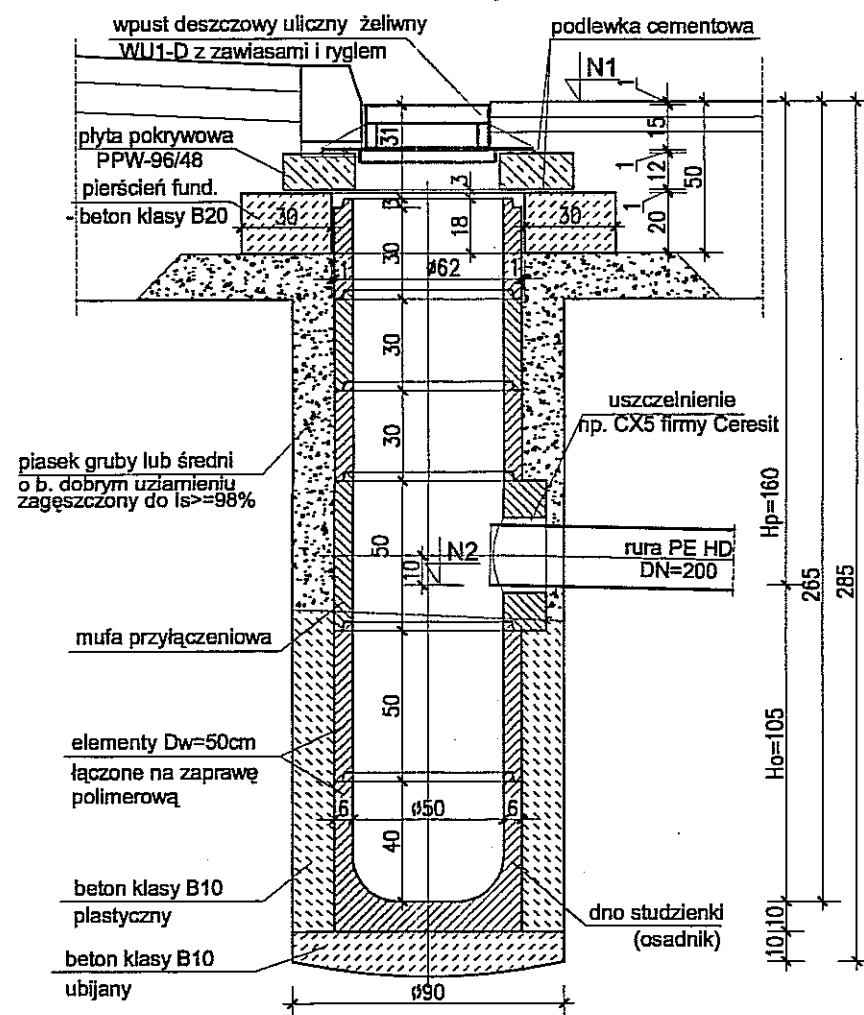 wpust deszczowy uliczny żeliwny
WU1-D z zawiasami i ryglem
podlewka cementowa
N1
1
15
1
12
1
20
50
31
płyta pokrywowa
PPW-96/48
pierścień fund.
- beton klasy B20
30
3
3
18
30
30
1
ø62
1
30
30
uszczelnienie
np. CX5 firmy Ceresit
piasek gruby lub średni
o b. dobrym uziarnieniu
zagęszczony do Is>=98%
Hp=160
50
10
N2
rura PE HD
DN=200
265
285
mufa przyłączeniowa
50
elementy Dw=50cm
łączone na zaprawę
polimerową
Ho=105
6
ø50
6
40
beton klasy B10
plastyczny
dno studzienki
(osadnik)
10
10
beton klasy B10
ubijany
ø90